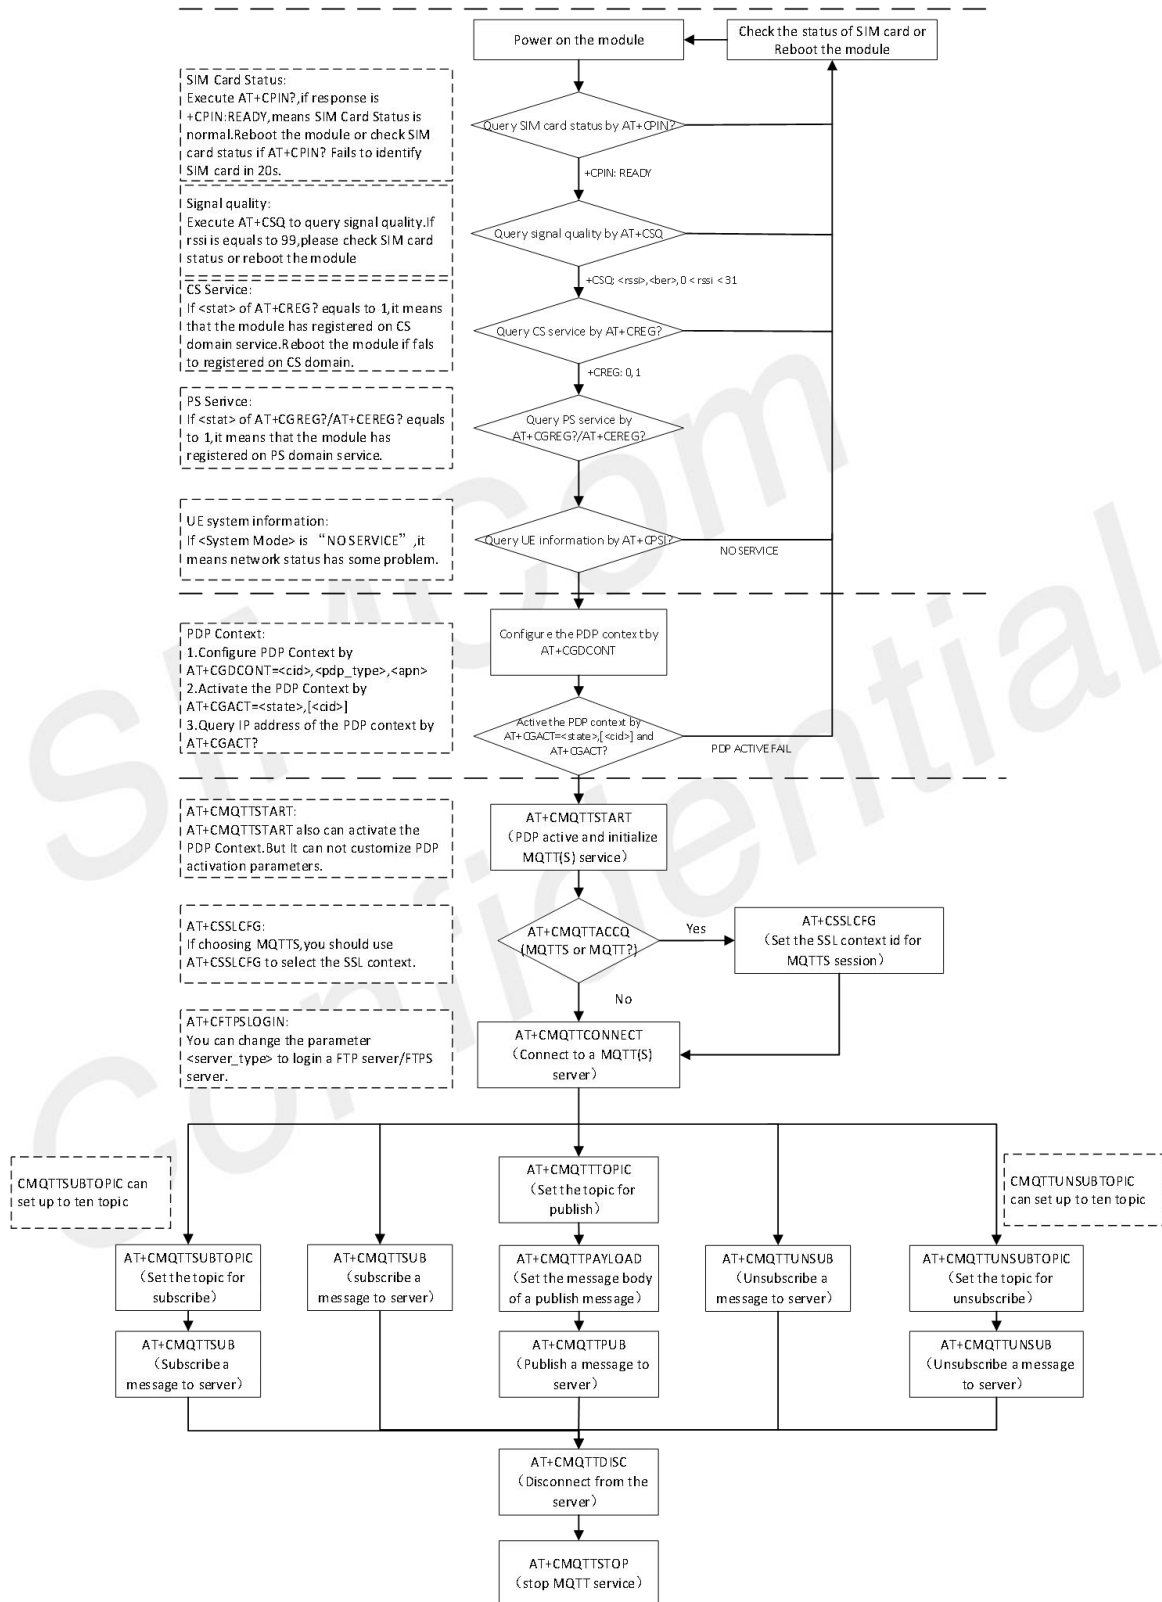 Power on the module
Check the status of SIM card or
Reboot the module
SIM Card Status:
Execute AT+CPIN?,if response is
+CPIN:READY,means SIM Card Status is
normal.Reboot the module or check SIM
card status if AT+CPIN? Fails to identify
SIM card in 20s.
Query SIM card status by AT+CPIN?
+CPIN: READY
Signal quality:
Execute AT+CSQ to query signal quality.If
rssi is equals to 99,please check SIM card
status or reboot the module
Query signal quality by AT+CSQ
+CSQ: <rssi>,<ber>,0 < rssi < 31
CS Service:
If <stat> of AT+CREG? equals to 1,it means
that the module has registered on CS
domain service.Reboot the module if fals
to registered on CS domain.
Query CS service by AT+CREG?
+CREG: 0,1
PS Serivce:
If <stat> of AT+CGREG?/AT+CEREG? equals
to 1,it means that the module has
registered on PS domain service.
Query PS service by
AT+CGREG?/AT+CEREG?
UE system information:
If <System Mode> is “NO SERVICE”,it
means network status has some problem.
Query UE information by AT+CPSI?
NO SERVICE
PDP Context:
1.Configure PDP Context by
AT+CGDCONT=<cid>,<pdp_type>,<apn>
2.Activate the PDP Context by
AT+CGACT=<state>,[<cid>]
3.Query IP address of the PDP context by
AT+CGACT?
Configure the PDP context by
AT+CGDCONT
Active the PDP context by
AT+CGACT=<state>,[<cid>] and
AT+CGACT?
PDP ACTIVE FAIL
AT+CMQTTSTART:
AT+CMQTTSTART also can activate the
PDP Context.But It can not customize PDP
activation parameters.
AT+CMQTTSTART
（PDP active and initialize
MQTT(S) service）
AT+CSSLCFG:
If choosing MQTTS,you should use
AT+CSSLCFG to select the SSL context.
AT+CMQTTACCQ
(MQTTS or MQTT?)
Yes
AT+CSSLCFG
（Set the SSL context id for
MQTTS session）
No
AT+CFTPSLOGIN:
You can change the parameter
<server_type> to login a FTP server/FTPS
server.
AT+CMQTTCONNECT
（Connect to a MQTT(S)
server）
CMQTTSUBTOPIC can
set up to ten topic
AT+CMQTTTOPIC
（Set the topic for
publish）
CMQTTUNSUBTOPIC
can set up to ten topic
AT+CMQTTSUBTOPIC
（Set the topic for
subscribe）
AT+CMQTTSUB
（subscribe a
message to server）
AT+CMQTTPAYLOAD
（Set the message body
of a publish message）
AT+CMQTTUNSUB
（Unsubscribe a
message to server）
AT+CMQTTUNSUBTOPIC
（Set the topic for
unsubscribe）
AT+CMQTTSUB
（Subscribe a
message to server）
AT+CMQTTPUB
（Publish a message to
server）
AT+CMQTTUNSUB
（Unsubscribe a message
to server）
AT+CMQTTDISC
（Disconnect from the
server）
AT+CMQTTSTOP
（stop MQTT service）
SIMCom
Confidential